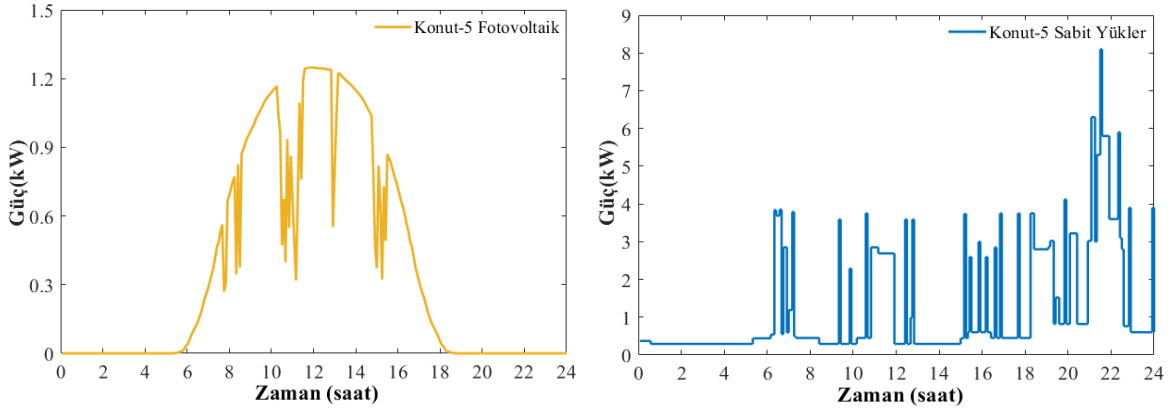 Konut-5 Fotovoltaik
Güç(kW)
1.5
1.2
0.9
0.6
0.3
0
0 2 4 6 8 10 12 14 16 18 20 22 24
Zaman (saat)
Konut-5 Sabit Yükler
Güç(kW)
9
8
7
6
5
4
3
2
1
0
0 2 4 6 8 10 12 14 16 18 20 22 24
Zaman (saat)